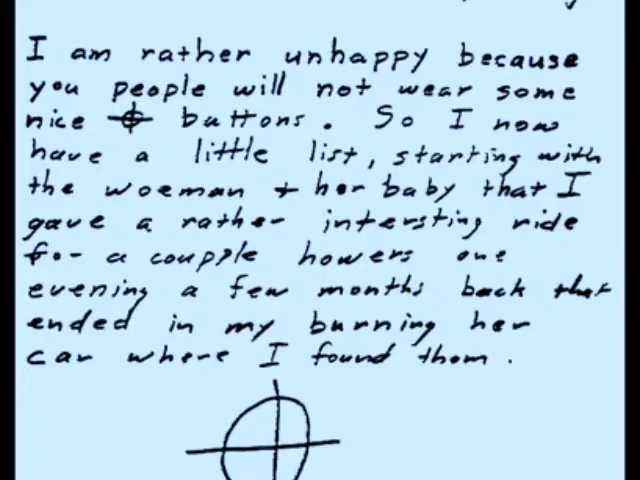 I am rather unhappy because
you people will not wear some
nice ⌖ buttons. So I now
have a little list, starting with
the woeman + her baby that I
gave a rather intersting ride
for a coupple howers one
evening a few months back that
ended in my burning her
car where I found them.